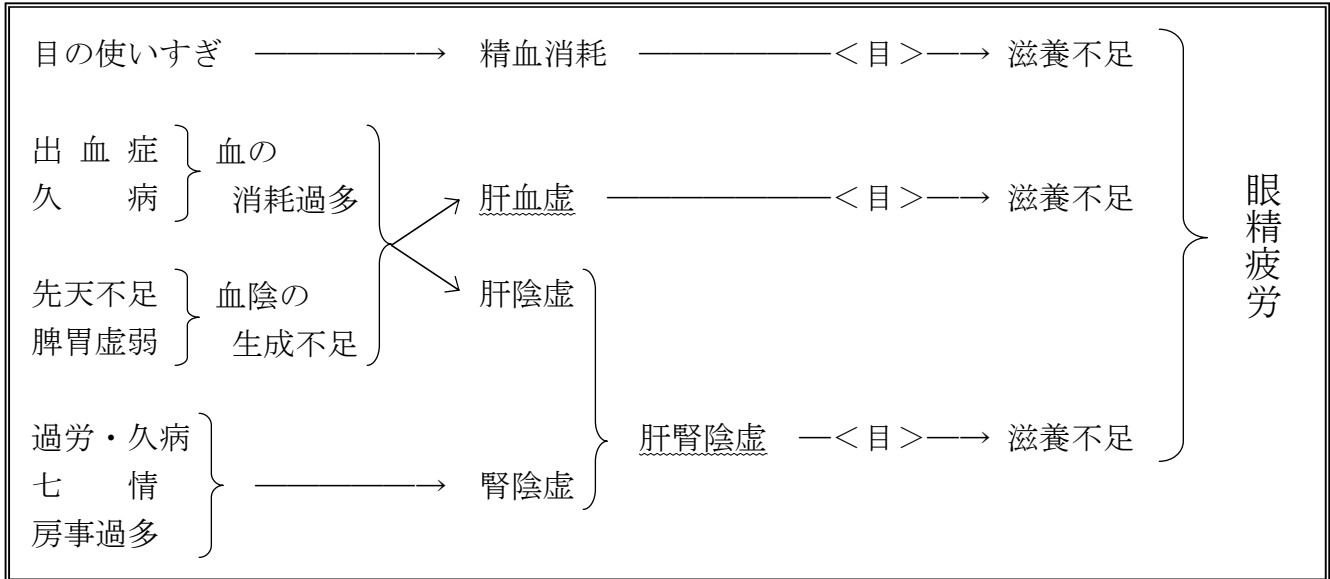 目の使いすぎ ――――――→ 精血消耗 ――――――<目>―→ 滋養不足
出血症
久病
血の
消耗過多
肝血虚 ――――――――<目>―→ 滋養不足
先天不足
脾胃虚弱
血陰の
生成不足
肝陰虚
過労・久病
七情
房事過多
――――――→ 腎陰虚
肝腎陰虚 ―<目>―→ 滋養不足
眼精疲労